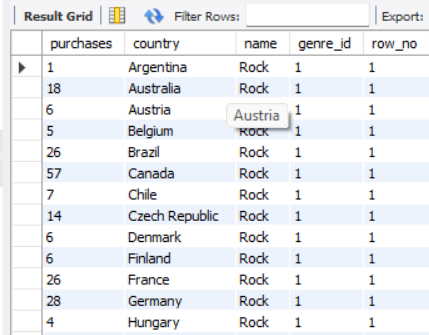 Result Grid Filter Rows: Export:
purchases country name genre_id row_no
1 Argentina Rock 1 1
18 Australia Rock 1 1
6 Austria 1 1
Austria
5 Belgium Rock 1 1
26 Brazil Rock 1 1
57 Canada Rock 1 1
7 Chile Rock 1 1
14 Czech Republic Rock 1 1
6 Denmark Rock 1 1
6 Finland Rock 1 1
26 France Rock 1 1
28 Germany Rock 1 1
4 Hungary Rock 1 1